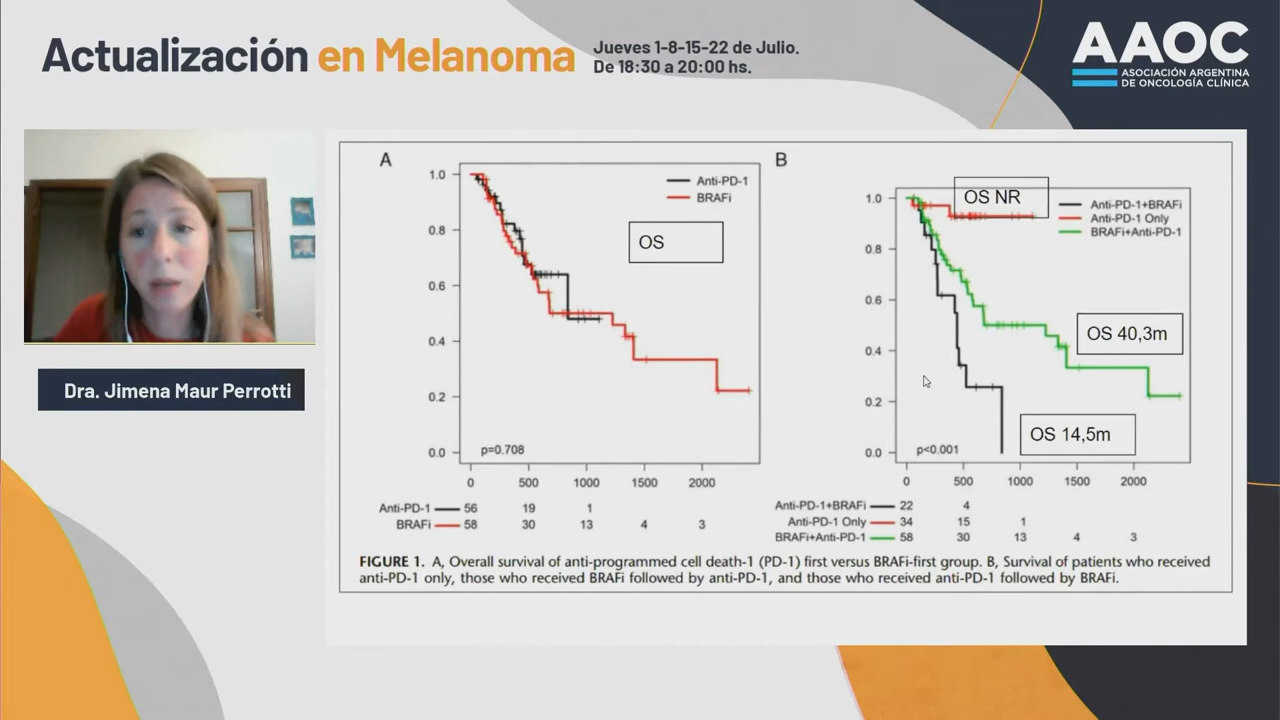 Actualización en Melanoma
Jueves 1-8-15-22 de Julio.
De 18:30 a 20:00 hs.
AAOC
ASOCIACIÓN ARGENTINA
DE ONCOLOGÍA CLÍNICA
Dra. Jimena Maur Perrotti
A
1.0
0.8
0.6
0.4
0.2
0.0
Anti-PD-1
BRAFi
OS
p=0.708
0 500 1000 1500 2000
Anti-PD-1 56 19 1
BRAFi 58 30 13 4 3
B
1.0
0.8
0.6
0.4
0.2
0.0
OS NR
Anti-PD-1+BRAFi
Anti-PD-1 Only
BRAFi+Anti-PD-1
OS 40,3m
OS 14,5m
p<0.001
0 500 1000 1500 2000
Anti-PD-1+BRAFi 22 4
Anti-PD-1 Only 34 15 1
BRAFi+Anti-PD-1 58 30 13 4 3
FIGURE 1. A, Overall survival of anti-programmed cell death-1 (PD-1) first versus BRAFi-first group. B, Survival of patients who received
anti-PD-1 only, those who received BRAFi followed by anti-PD-1, and those who received anti-PD-1 followed by BRAFi.